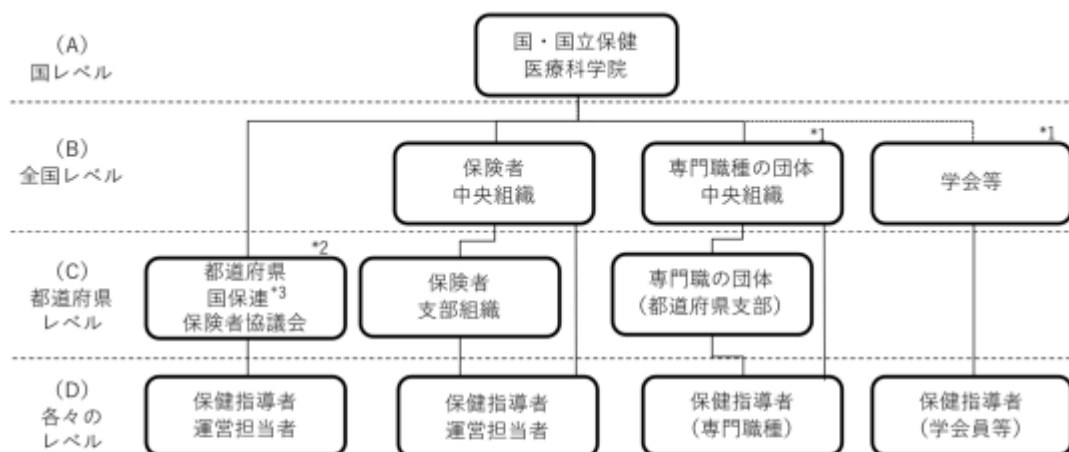 (A)
国レベル
国・国立保健
医療科学院
(B)
全国レベル
保険者
中央組織
*1
専門職種の団体
中央組織
*1
学会等
(C)
都道府県
レベル
*2
都道府県
国保連*3
保険者協議会
保険者
支部組織
専門職の団体
(都道府県支部)
(D)
各々の
レベル
保健指導者
運営担当者
保健指導者
運営担当者
保健指導者
(専門職種)
保健指導者
(学会員等)